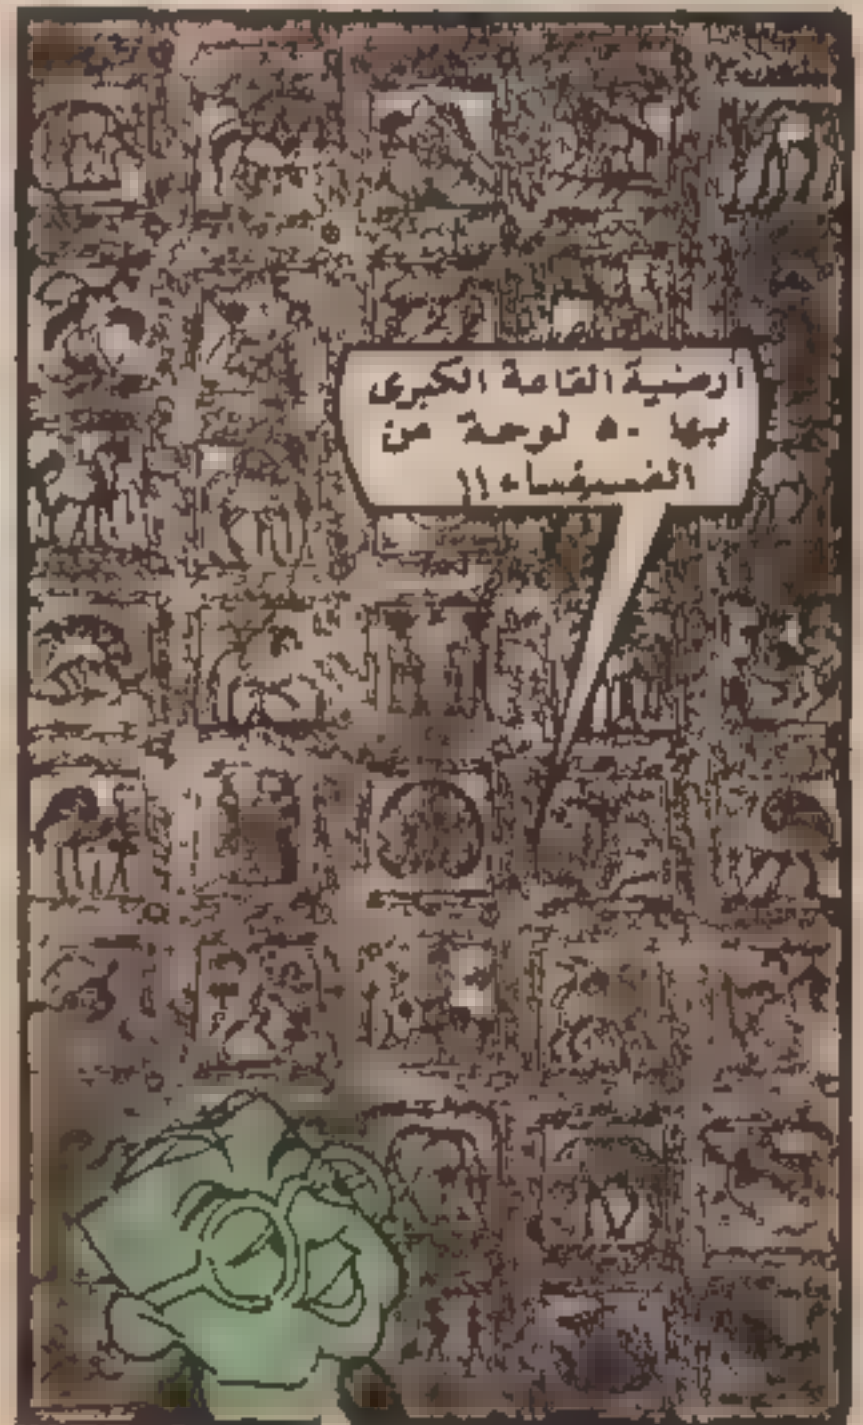 أرضية القاعة الكبرى
بها ٥٠ لوحة من
الفسيفساء !!